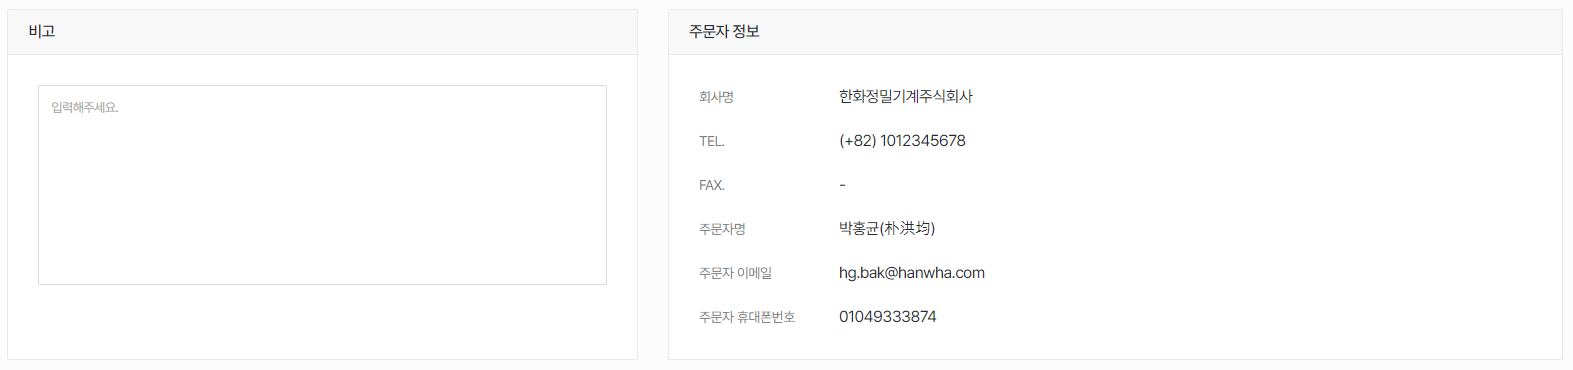 비고
입력해주세요.
주문자 정보
회사명 한화정밀기계주식회사
TEL. (+82) 1012345678
FAX. -
주문자명 박홍균(朴洪均)
주문자 이메일 hg.bak@hanwha.com
주문자 휴대폰번호 01049333874